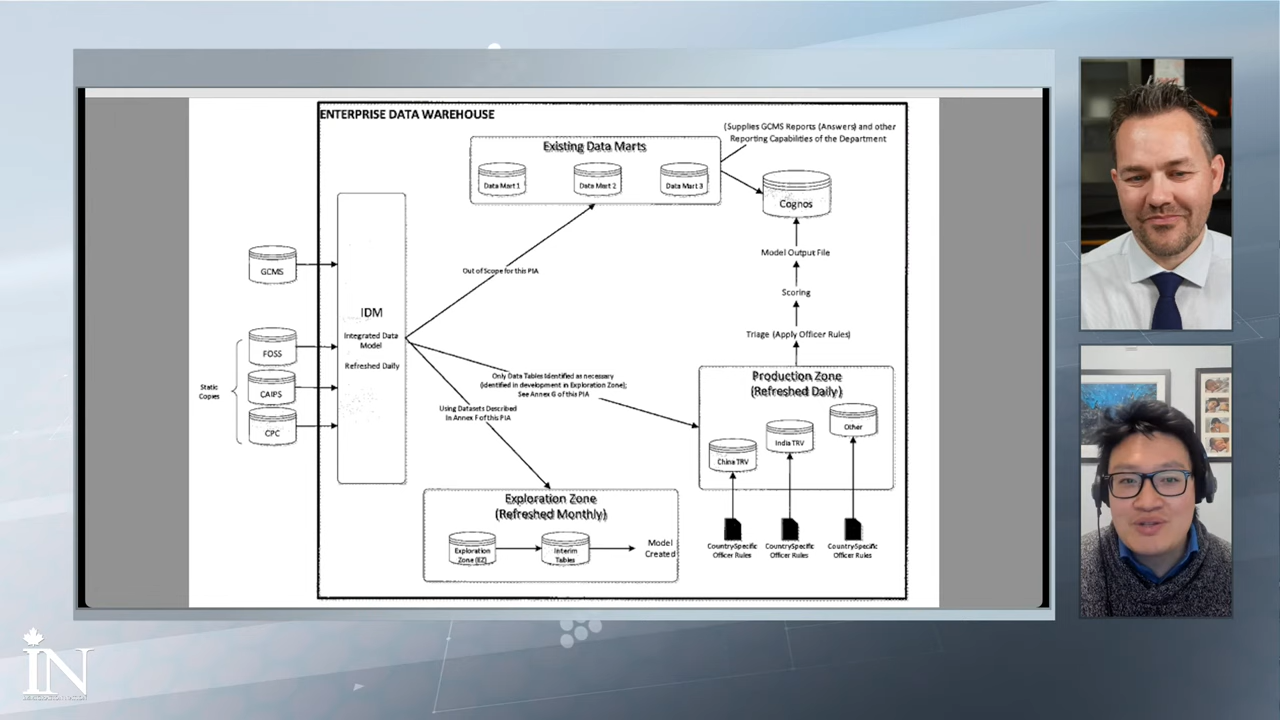 ENTERPRISE DATA WAREHOUSE
Existing Data Marts
Data Mart 1
Data Mart 2
Data Mart 3
(Supplies GCMS Reports (Answers) and other
Reporting Capabilities of the Department
Cognos
Model Output File
Scoring
Triage (Apply Officer Rules)
GCMS
FOSS
CAIPS
CPC
Static
Copies
IDM
Integrated Data
Model
Refreshed Daily
Out of Scope for this PIA
Only Data Tables Identified as necessary
(identified in development in Exploration Zone);
See Annex G of this PIA
Using Datasets Described
In Annex F of this PIA
Production Zone
(Refreshed Daily)
China TRV
India TRV
Other
CountrySpecific
Officer Rules
CountrySpecific
Officer Rules
CountrySpecific
Officer Rules
Exploration Zone
(Refreshed Monthly)
Exploration
Zone (EZ)
Interim
Tables
Model
Created
IN